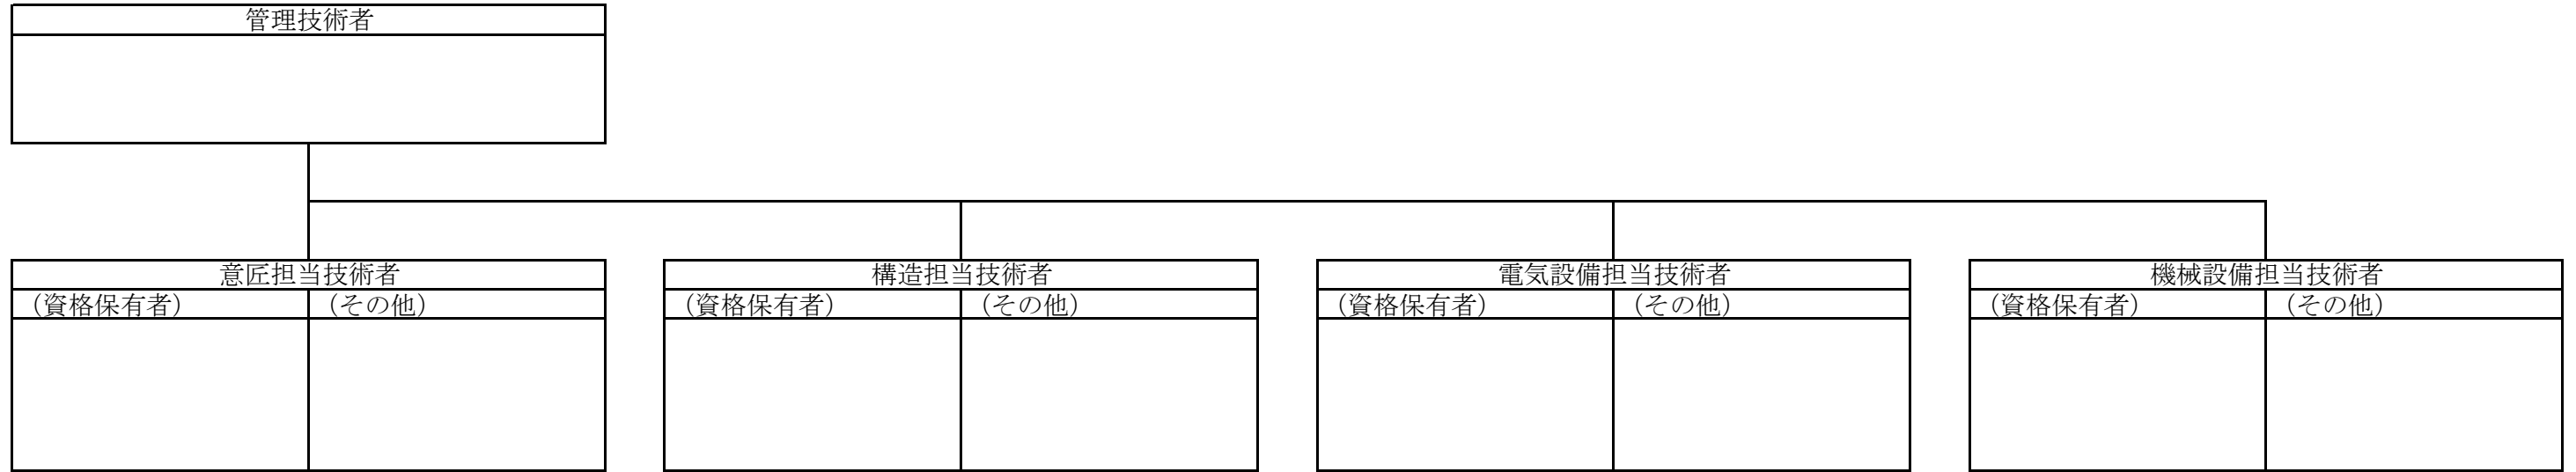 管理技術者
意匠担当技術者
（資格保有者）
（その他）
構造担当技術者
（資格保有者）
（その他）
電気設備担当技術者
（資格保有者）
（その他）
機械設備担当技術者
（資格保有者）
（その他）